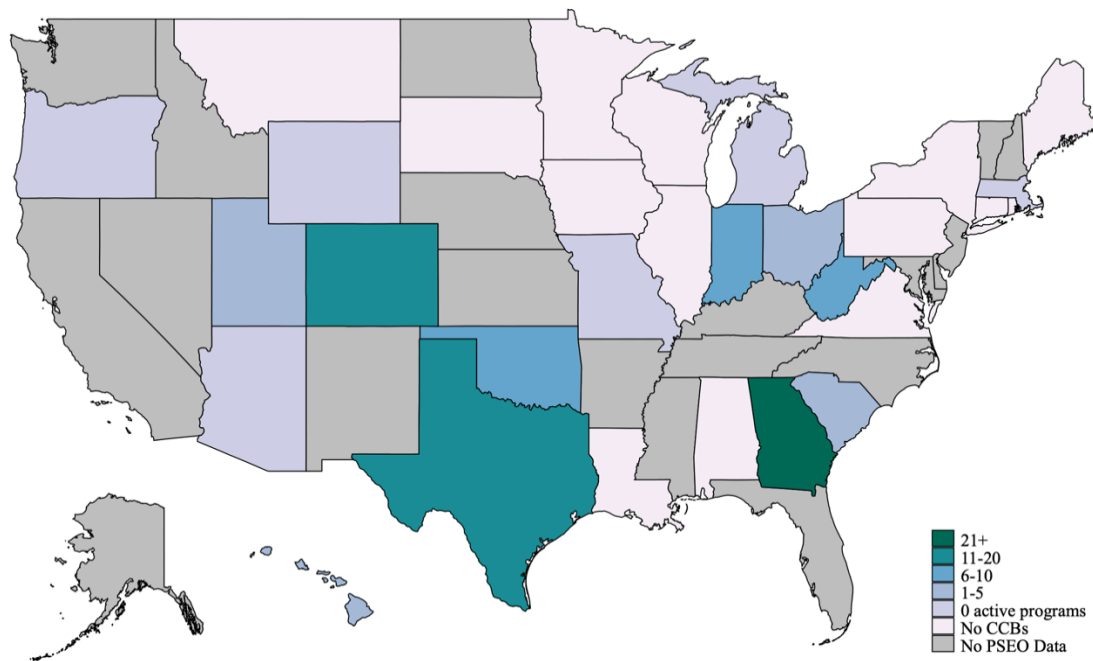 21+
11-20
6-10
1-5
0 active programs
No CCBs
No PSEO Data